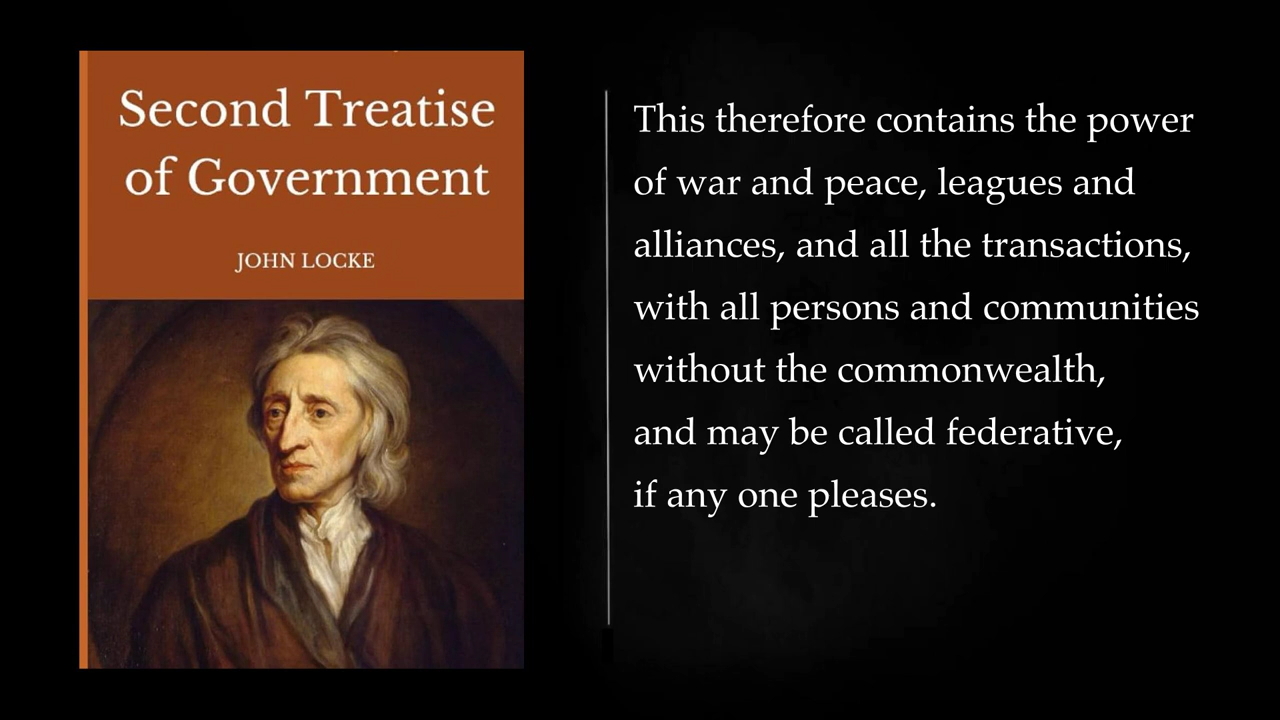 Second Treatise
of Government
JOHN LOCKE
This therefore contains the power
of war and peace, leagues and
alliances, and all the transactions,
with all persons and communities
without the commonwealth,
and may be called federative,
if any one pleases.